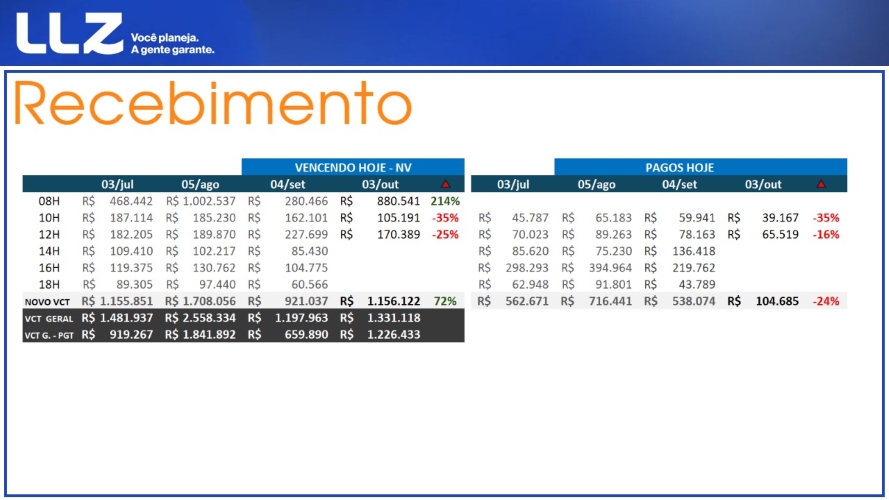 LLZ Você planeja.
A gente garante.
Recebimento
VENCENDO HOJE - NV PAGOS HOJE
03/jul 05/ago 04/set 03/out 03/jul 05/ago 04/set 03/out
08H R$ 468.442 R$ 1.002.537 R$ 280.466 R$ 880.541 214%
10H R$ 187.114 R$ 185.230 R$ 162.101 R$ 105.191 -35% R$ 45.787 R$ 65.183 R$ 59.941 R$ 39.167 -35%
12H R$ 182.205 R$ 189.870 R$ 227.699 R$ 170.389 -25% R$ 70.023 R$ 89.263 R$ 78.163 R$ 65.519 -16%
14H R$ 109.410 R$ 102.217 R$ 85.430 R$ 85.620 R$ 75.230 R$ 136.418
16H R$ 119.375 R$ 130.762 R$ 104.775 R$ 298.293 R$ 394.964 R$ 219.762
18H R$ 89.305 R$ 97.440 R$ 60.566 R$ 62.948 R$ 91.801 R$ 43.789
NOVO VCT R$ 1.155.851 R$ 1.708.056 R$ 921.037 R$ 1.156.122 72% R$ 562.671 R$ 716.441 R$ 538.074 R$ 104.685 -24%
VCT GERAL R$ 1.481.937 R$ 2.558.334 R$ 1.197.963 R$ 1.331.118
VCT G. - PGT R$ 919.267 R$ 1.841.892 R$ 659.890 R$ 1.226.433